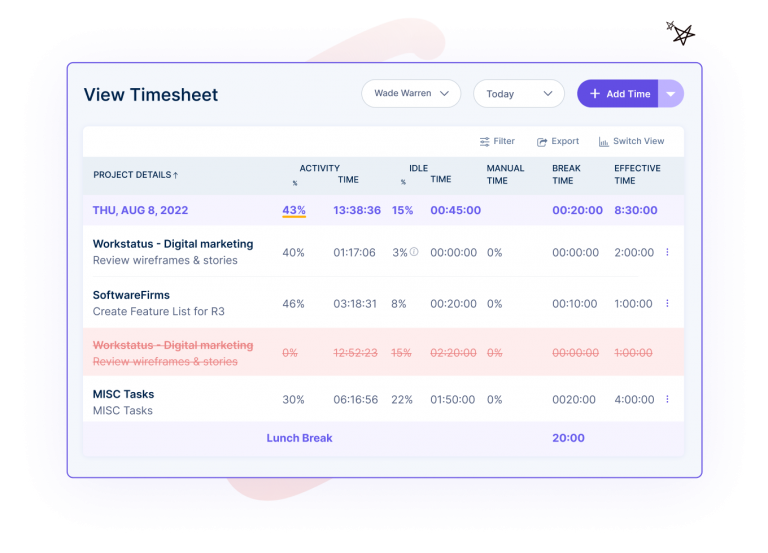 View Timesheet
Wade Warren
Today
+ Add Time
Filter
Export
Switch View
PROJECT DETAILS ↑
ACTIVITY
% TIME
IDLE
% TIME
MANUAL
TIME
BREAK
TIME
EFFECTIVE
TIME
THU, AUG 8, 2022 43% 13:38:36 15% 00:45:00 00:20:00 8:30:00
Workstatus - Digital marketing
Review wireframes & stories
40% 01:17:06 3% 00:00:00 0% 00:00:00 2:00:00
SoftwareFirms
Create Feature List for R3
46% 03:18:31 8% 00:20:00 0% 00:10:00 1:00:00
Workstatus - Digital marketing
Review wireframes & stories
0% 12:52:23 15% 02:20:00 0% 00:00:00 1:00:00
MISC Tasks
MISC Tasks
30% 06:16:56 22% 01:50:00 0% 0020:00 4:00:00
Lunch Break 20:00